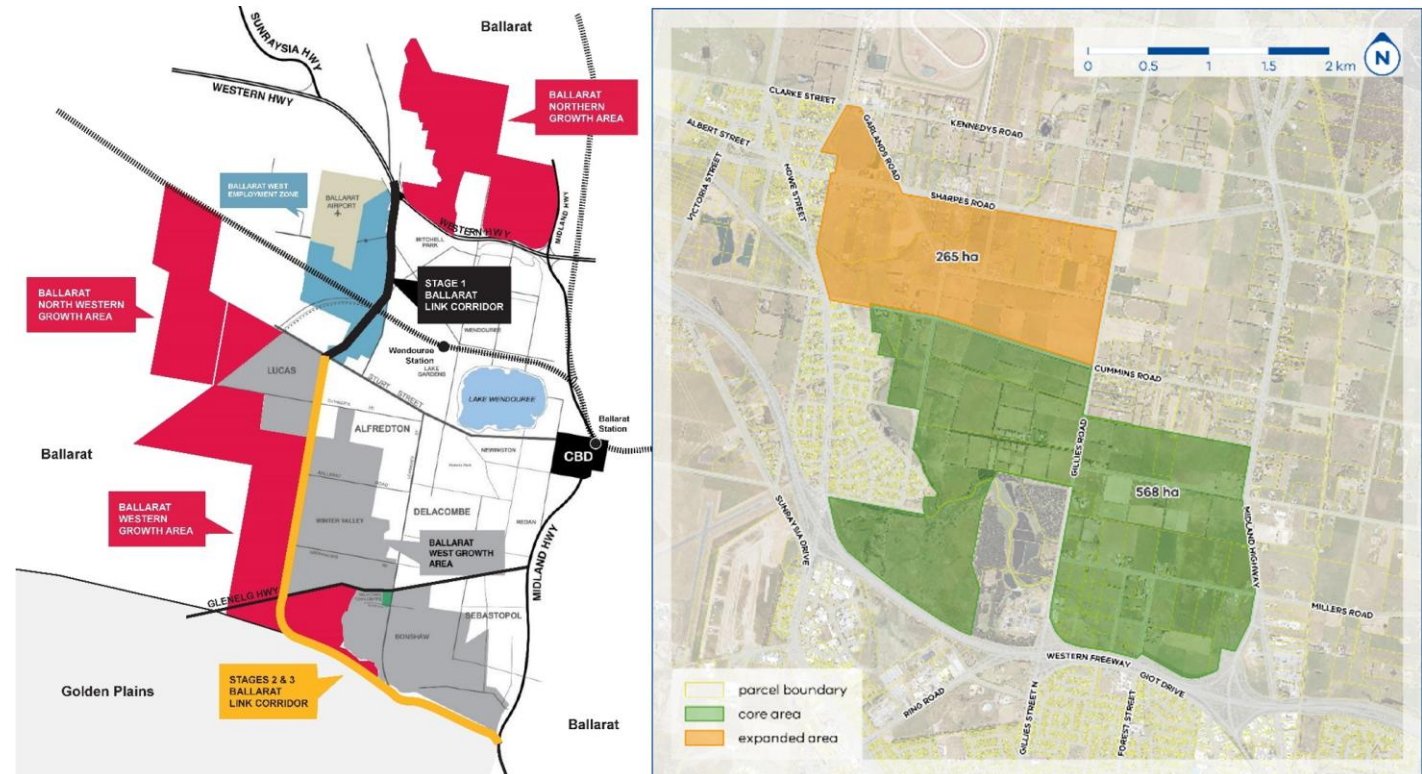 SUNRAYSIA HWY
WESTERN HWY
Ballarat
BALLARAT
NORTHERN
GROWTH AREA
BALLARAT WEST
EMPLOYMENT ZONE
BALLARAT
AIRPORT
MIDLAND HWY
WESTERN HWY
MITCHELL
PARK
BALLARAT
NORTH WESTERN
GROWTH AREA
STAGE 1
BALLARAT
LINK CORRIDOR
WENDOUREE
Wendouree
Station
LAKE
GARDENS
LUCAS
STURT STREET
LAKE WENDOUREE
Ballarat
Station
CBD
ALFREDTON
NEWINGTON
Ballarat
BALLARAT
WESTERN
GROWTH AREA
WINTER VALLEY
DELACOMBE
REDAN
BALLARAT
WEST GROWTH
AREA
MIDLAND HWY
GLENELG HWY
SEBASTOPOL
BONSHAW
STAGES 2 & 3
BALLARAT
LINK CORRIDOR
Golden Plains
Ballarat
0 0.5 1 1.5 2 km
N
CLARKE STREET
KENNEDYS ROAD
ALBERT STREET
GARLANDS ROAD
VICTORIA STREET
HOWE STREET
SHARPES ROAD
265 ha
CUMMINS ROAD
GILLIES ROAD
568 ha
SUNRAYSIA DRIVE
MIDLAND HIGHWAY
MILLERS ROAD
WESTERN FREEWAY
GIOT DRIVE
RING ROAD
GILLIES STREET N
FOREST STREET
parcel boundary
core area
expanded area